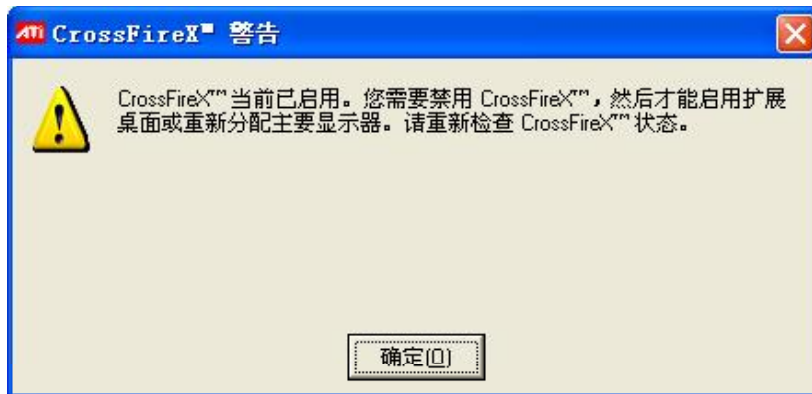 ATI CrossFireX™ 警告
CrossFireX™当前已启用。您需要禁用 CrossFireX™，然后才能启用扩展
桌面或重新分配主要显示器。请重新检查 CrossFireX™ 状态。
确定(O)